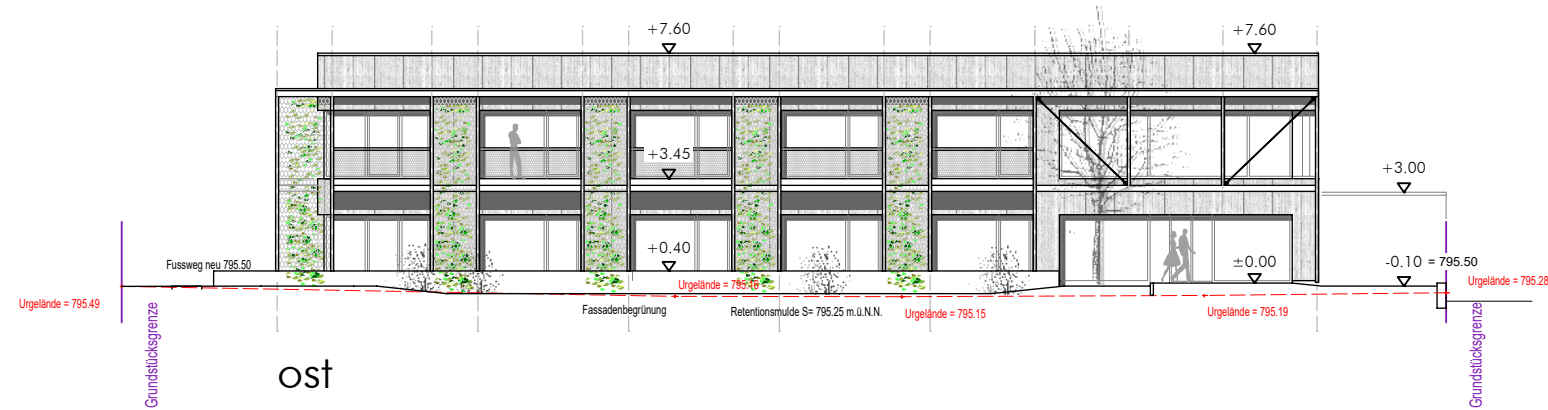 +7.60
+7.60
+3.45
+3.00
+0.40
±0.00
-0.10 = 795.50
Fussweg neu 795.50
Urgelände = 795.49
Urgelände = 795.28
Urgelände =
Fassadenbegrünung
Retentionsmulde S= 795.25 m.ü.N.N.
Urgelände = 795.15
Urgelände = 795.19
Grundstücksgrenze
Grundstücksgrenze
ost